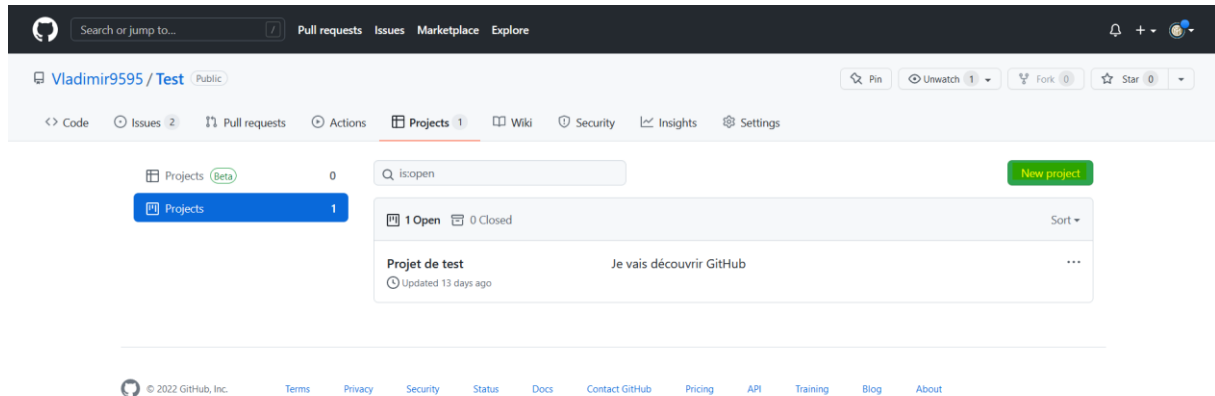 Search or jump to... / Pull requests Issues Marketplace Explore
Vladimir9595 / Test Public Pin Unwatch 1 Fork 0 Star 0
<> Code Issues 2 Pull requests Actions Projects 1 Wiki Security Insights Settings
Projects Beta 0 is:open New project
Projects 1
1 Open 0 Closed Sort
Projet de test Je vais découvrir GitHub ...
Updated 13 days ago
© 2022 GitHub, Inc. Terms Privacy Security Status Docs Contact GitHub Pricing API Training Blog About